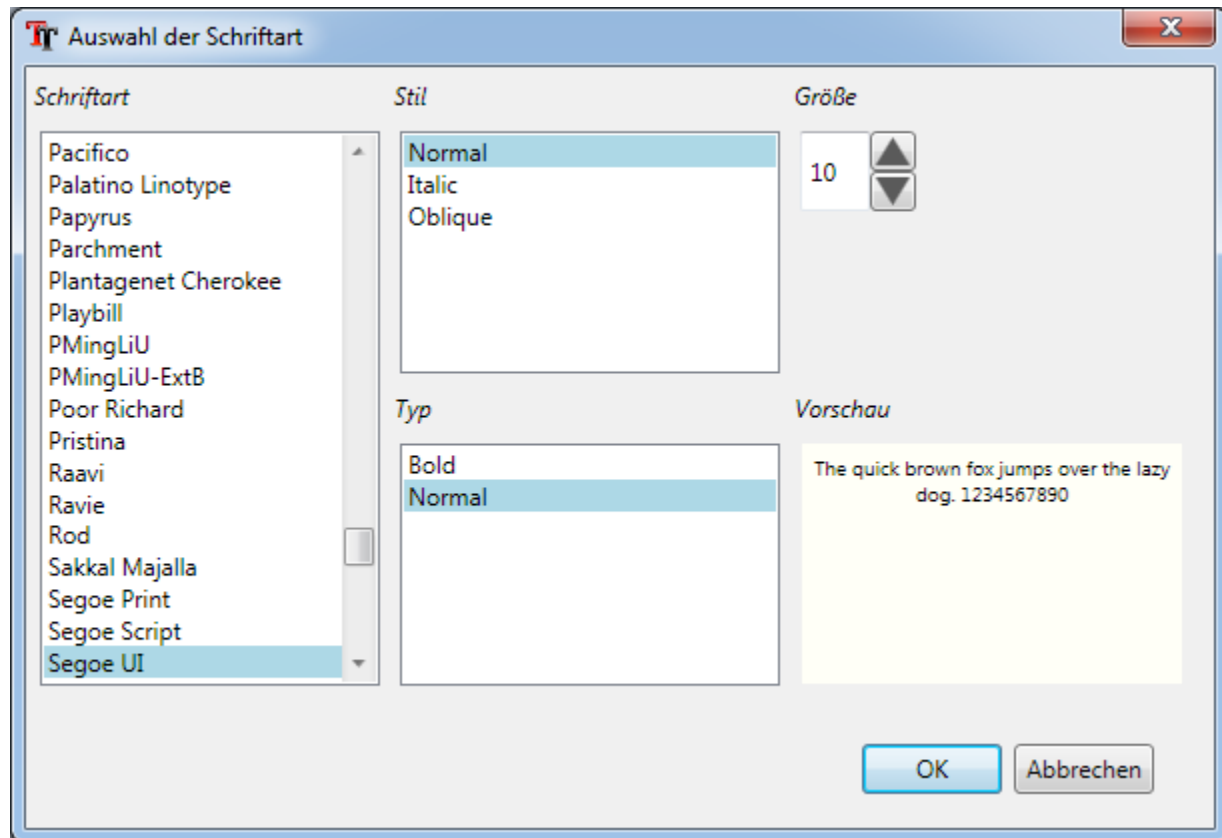 Auswahl der Schriftart
Schriftart
Pacifico
Palatino Linotype
Papyrus
Parchment
Plantagenet Cherokee
Playbill
PMingLiU
PMingLiU-ExtB
Poor Richard
Pristina
Raavi
Ravie
Rod
Sakkal Majalla
Segoe Print
Segoe Script
Segoe UI
Stil
Normal
Italic
Oblique
Größe
10
Typ
Bold
Normal
Vorschau
The quick brown fox jumps over the lazy
dog. 1234567890
OK
Abbrechen